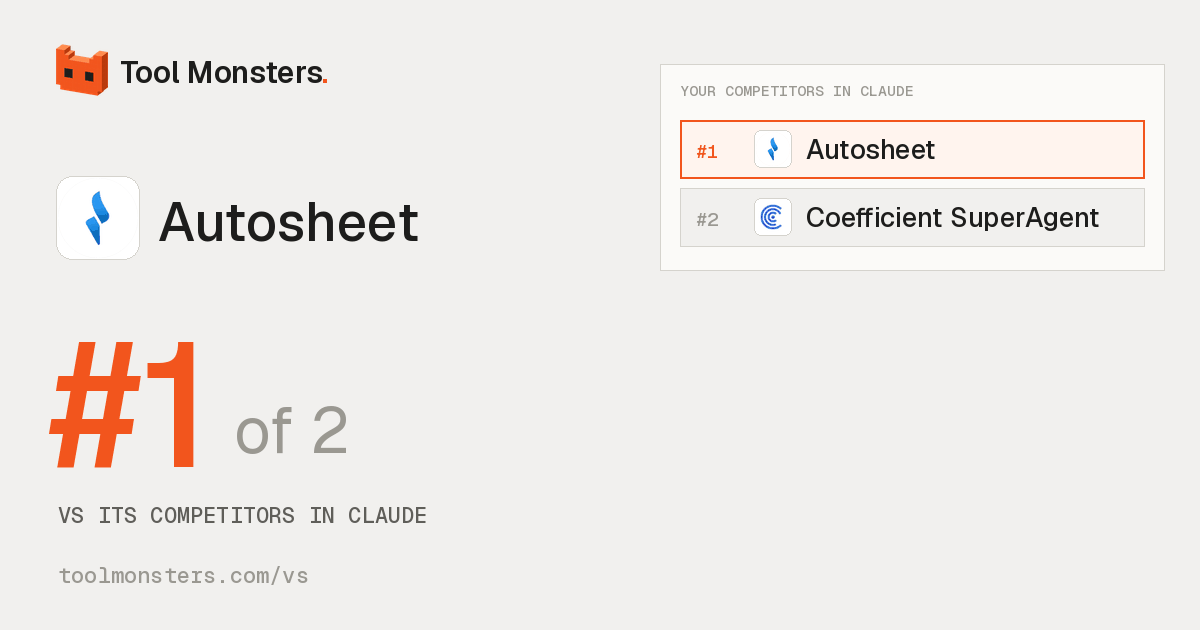 Tool Monsters.
Autosheet
#1 of 2
VS ITS COMPETITORS IN CLAUDE
toolmonsters.com/vs
YOUR COMPETITORS IN CLAUDE
#1 Autosheet
#2 Coefficient SuperAgent